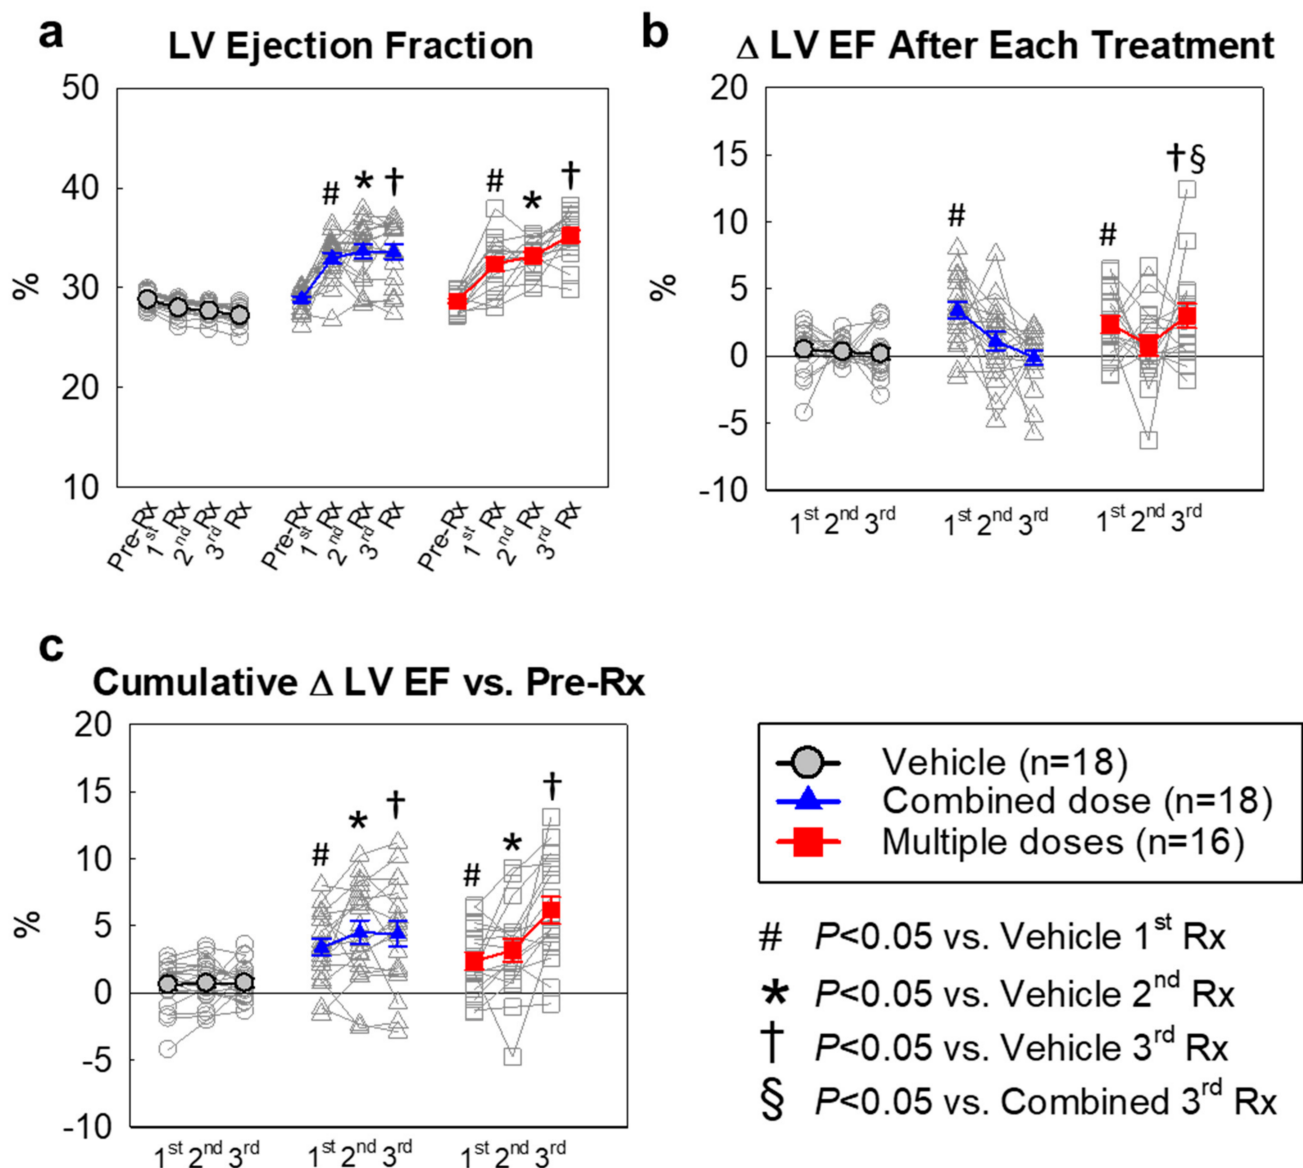 a
LV Ejection Fraction
50
40
30
20
10
%
# * †
# * †
Pre-Rx 1st Rx 2nd Rx 3rd Rx
Pre-Rx 1st Rx 2nd Rx 3rd Rx
Pre-Rx 1st Rx 2nd Rx 3rd Rx
b
Δ LV EF After Each Treatment
20
15
10
5
0
-5
-10
%
#
# †§
1st 2nd 3rd
1st 2nd 3rd
1st 2nd 3rd
c
Cumulative Δ LV EF vs. Pre-Rx
20
15
10
5
0
-5
-10
%
# * †
# * †
1st 2nd 3rd
1st 2nd 3rd
1st 2nd 3rd
Vehicle (n=18)
Combined dose (n=18)
Multiple doses (n=16)
# P<0.05 vs. Vehicle 1st Rx
* P<0.05 vs. Vehicle 2nd Rx
† P<0.05 vs. Vehicle 3rd Rx
§ P<0.05 vs. Combined 3rd Rx